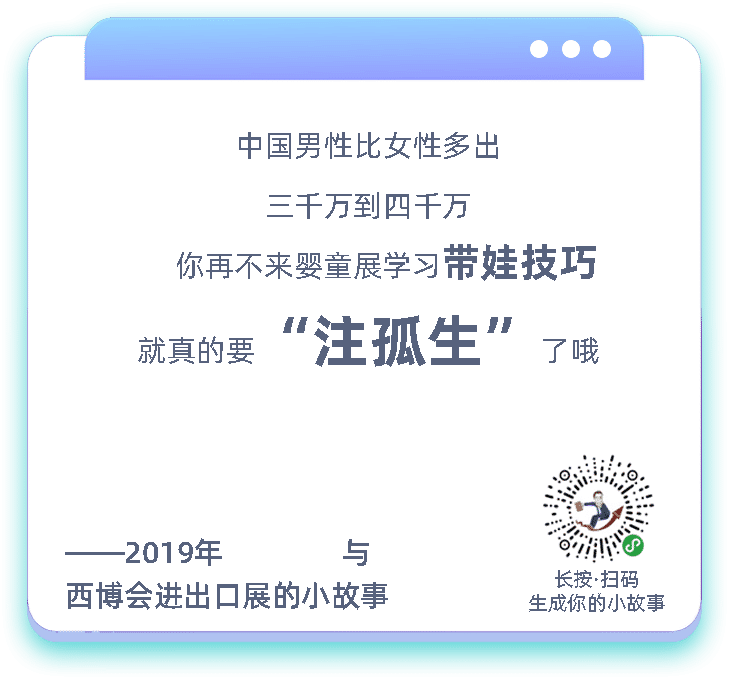 中国男性比女性多出
三千万到四千万
你再不来婴童展学习带娃技巧
就真的要“注孤生”了哦
——2019年 与
西博会进出口展的小故事
长按·扫码
生成你的小故事